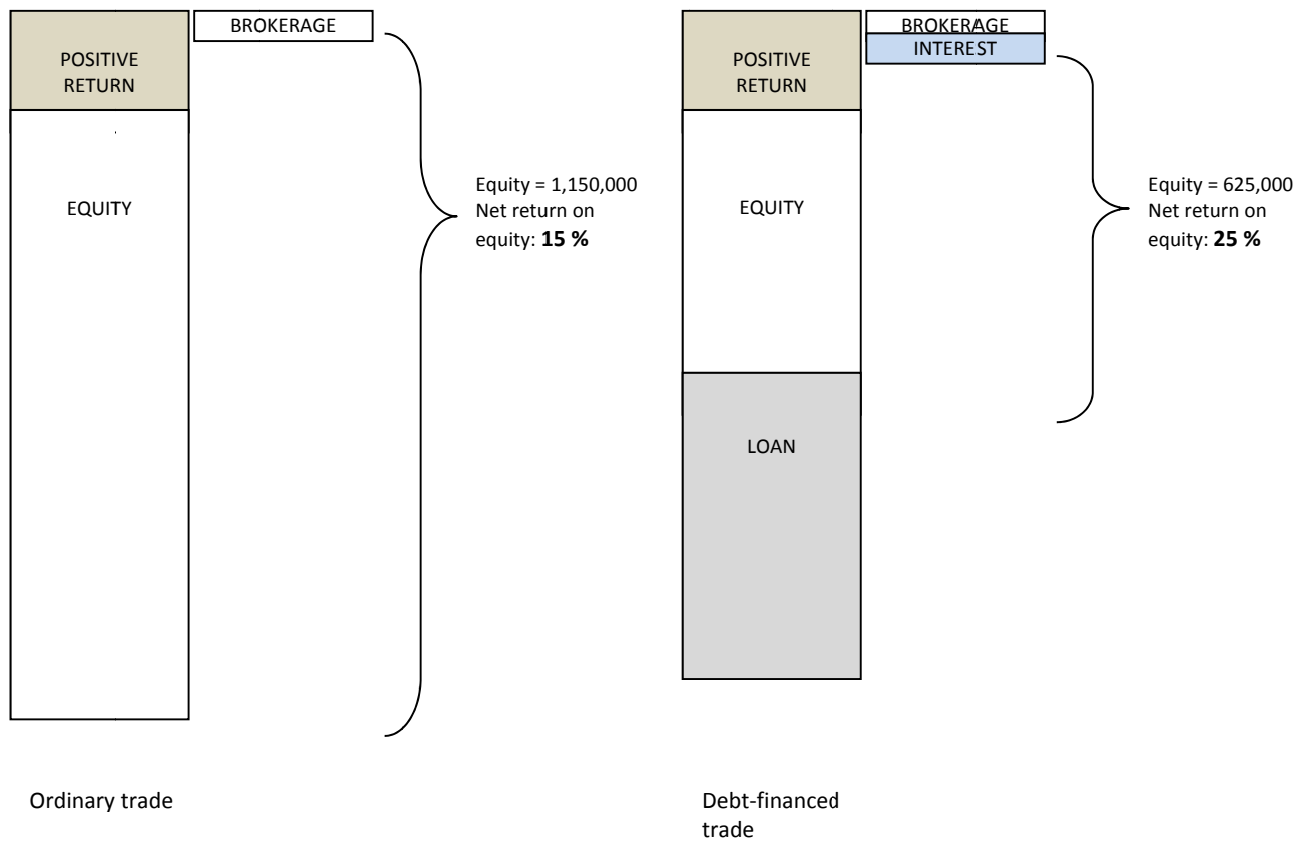 BROKERAGE
POSITIVE
RETURN
EQUITY
Equity = 1,150,000
Net return on
equity: 15 %
Ordinary trade
BROKERAGE
INTEREST
POSITIVE
RETURN
EQUITY
Equity = 625,000
Net return on
equity: 25 %
LOAN
Debt-financed
trade